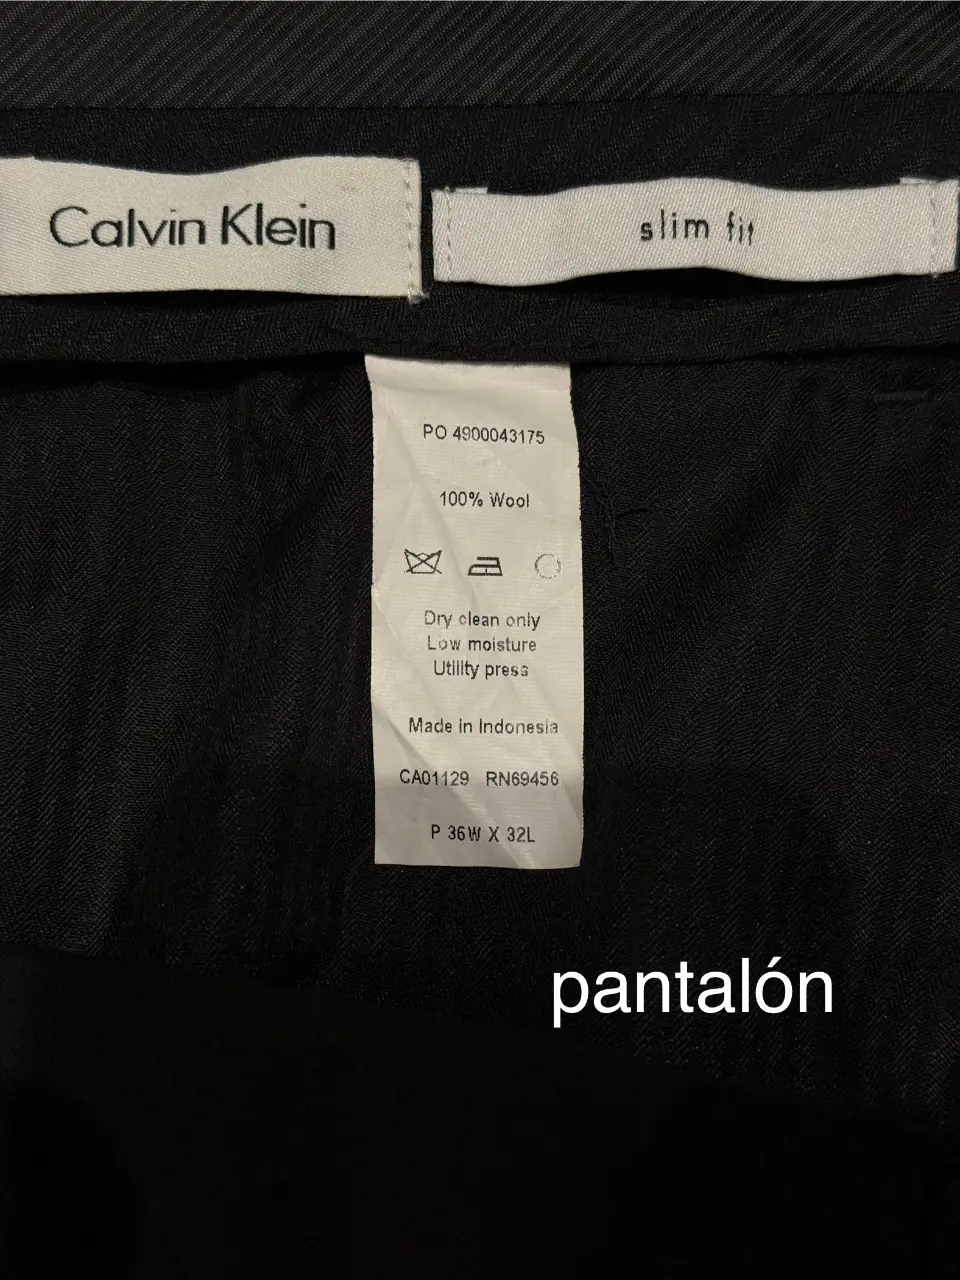 Calvin Klein
slim fit
PO 4900043175
100% Wool
Dry clean only
Low moisture
Utility press
Made in Indonesia
CA01129 RN69456
P 36W X 32L
pantalón